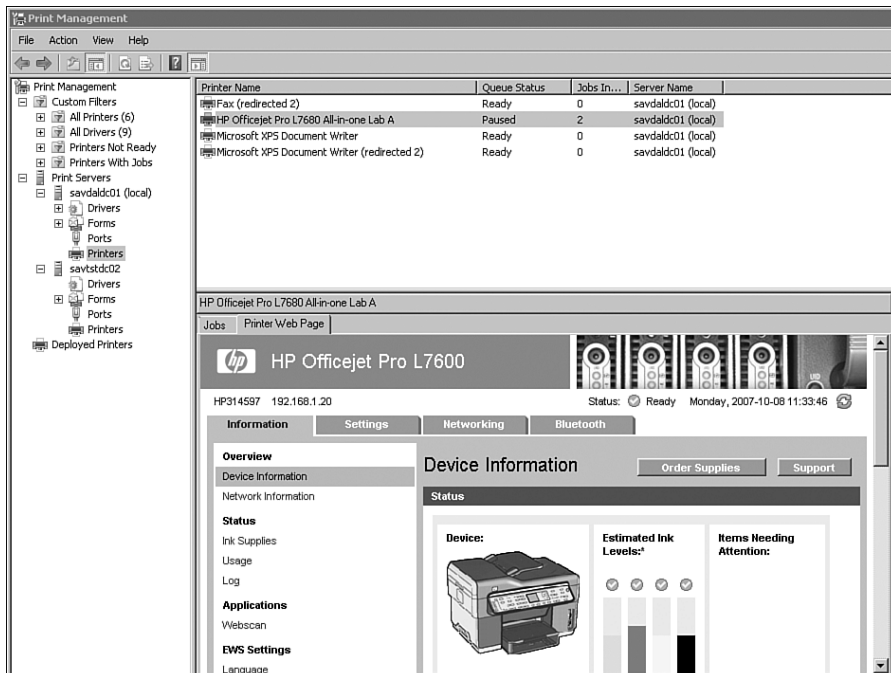 Print Management
File Action View Help
Print Management
Custom Filters
All Printers (6)
All Drivers (9)
Printers Not Ready
Printers With Jobs
Print Servers
savdaldc01 (local)
Drivers
Forms
Ports
Printers
savtstdc02
Drivers
Forms
Ports
Printers
Deployed Printers
Printer Name Queue Status Jobs In... Server Name
Fax (redirected 2) Ready 0 savdaldc01 (local)
HP Officejet Pro L7680 All-in-one Lab A Paused 2 savdaldc01 (local)
Microsoft XPS Document Writer Ready 0 savdaldc01 (local)
Microsoft XPS Document Writer (redirected 2) Ready 0 savdaldc01 (local)
HP Officejet Pro L7680 All-in-one Lab A
Jobs Printer Web Page
hp HP Officejet Pro L7600
HP314597 192.168.1.20 Status: Ready Monday, 2007-10-08 11:33:46
Information Settings Networking Bluetooth
Overview
Device Information
Network Information
Status
Ink Supplies
Usage
Log
Applications
Webscan
EWS Settings
Language
Device Information Order Supplies Support
Status
Device:
Estimated Ink
Levels:*
Items Needing
Attention: